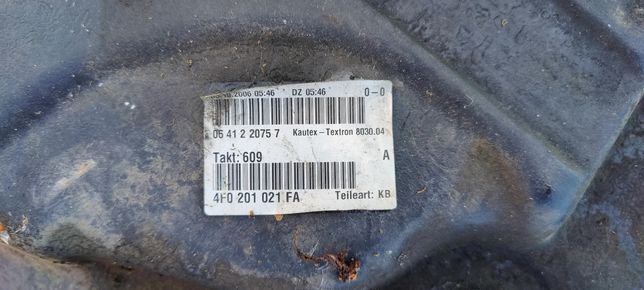 2006 05:46 DZ 05:46 0-0
06 41 2 2075 7 Kautex-Textron 8030.04
Takt: 609 A
4F0 201 021 FA Teileart: KB